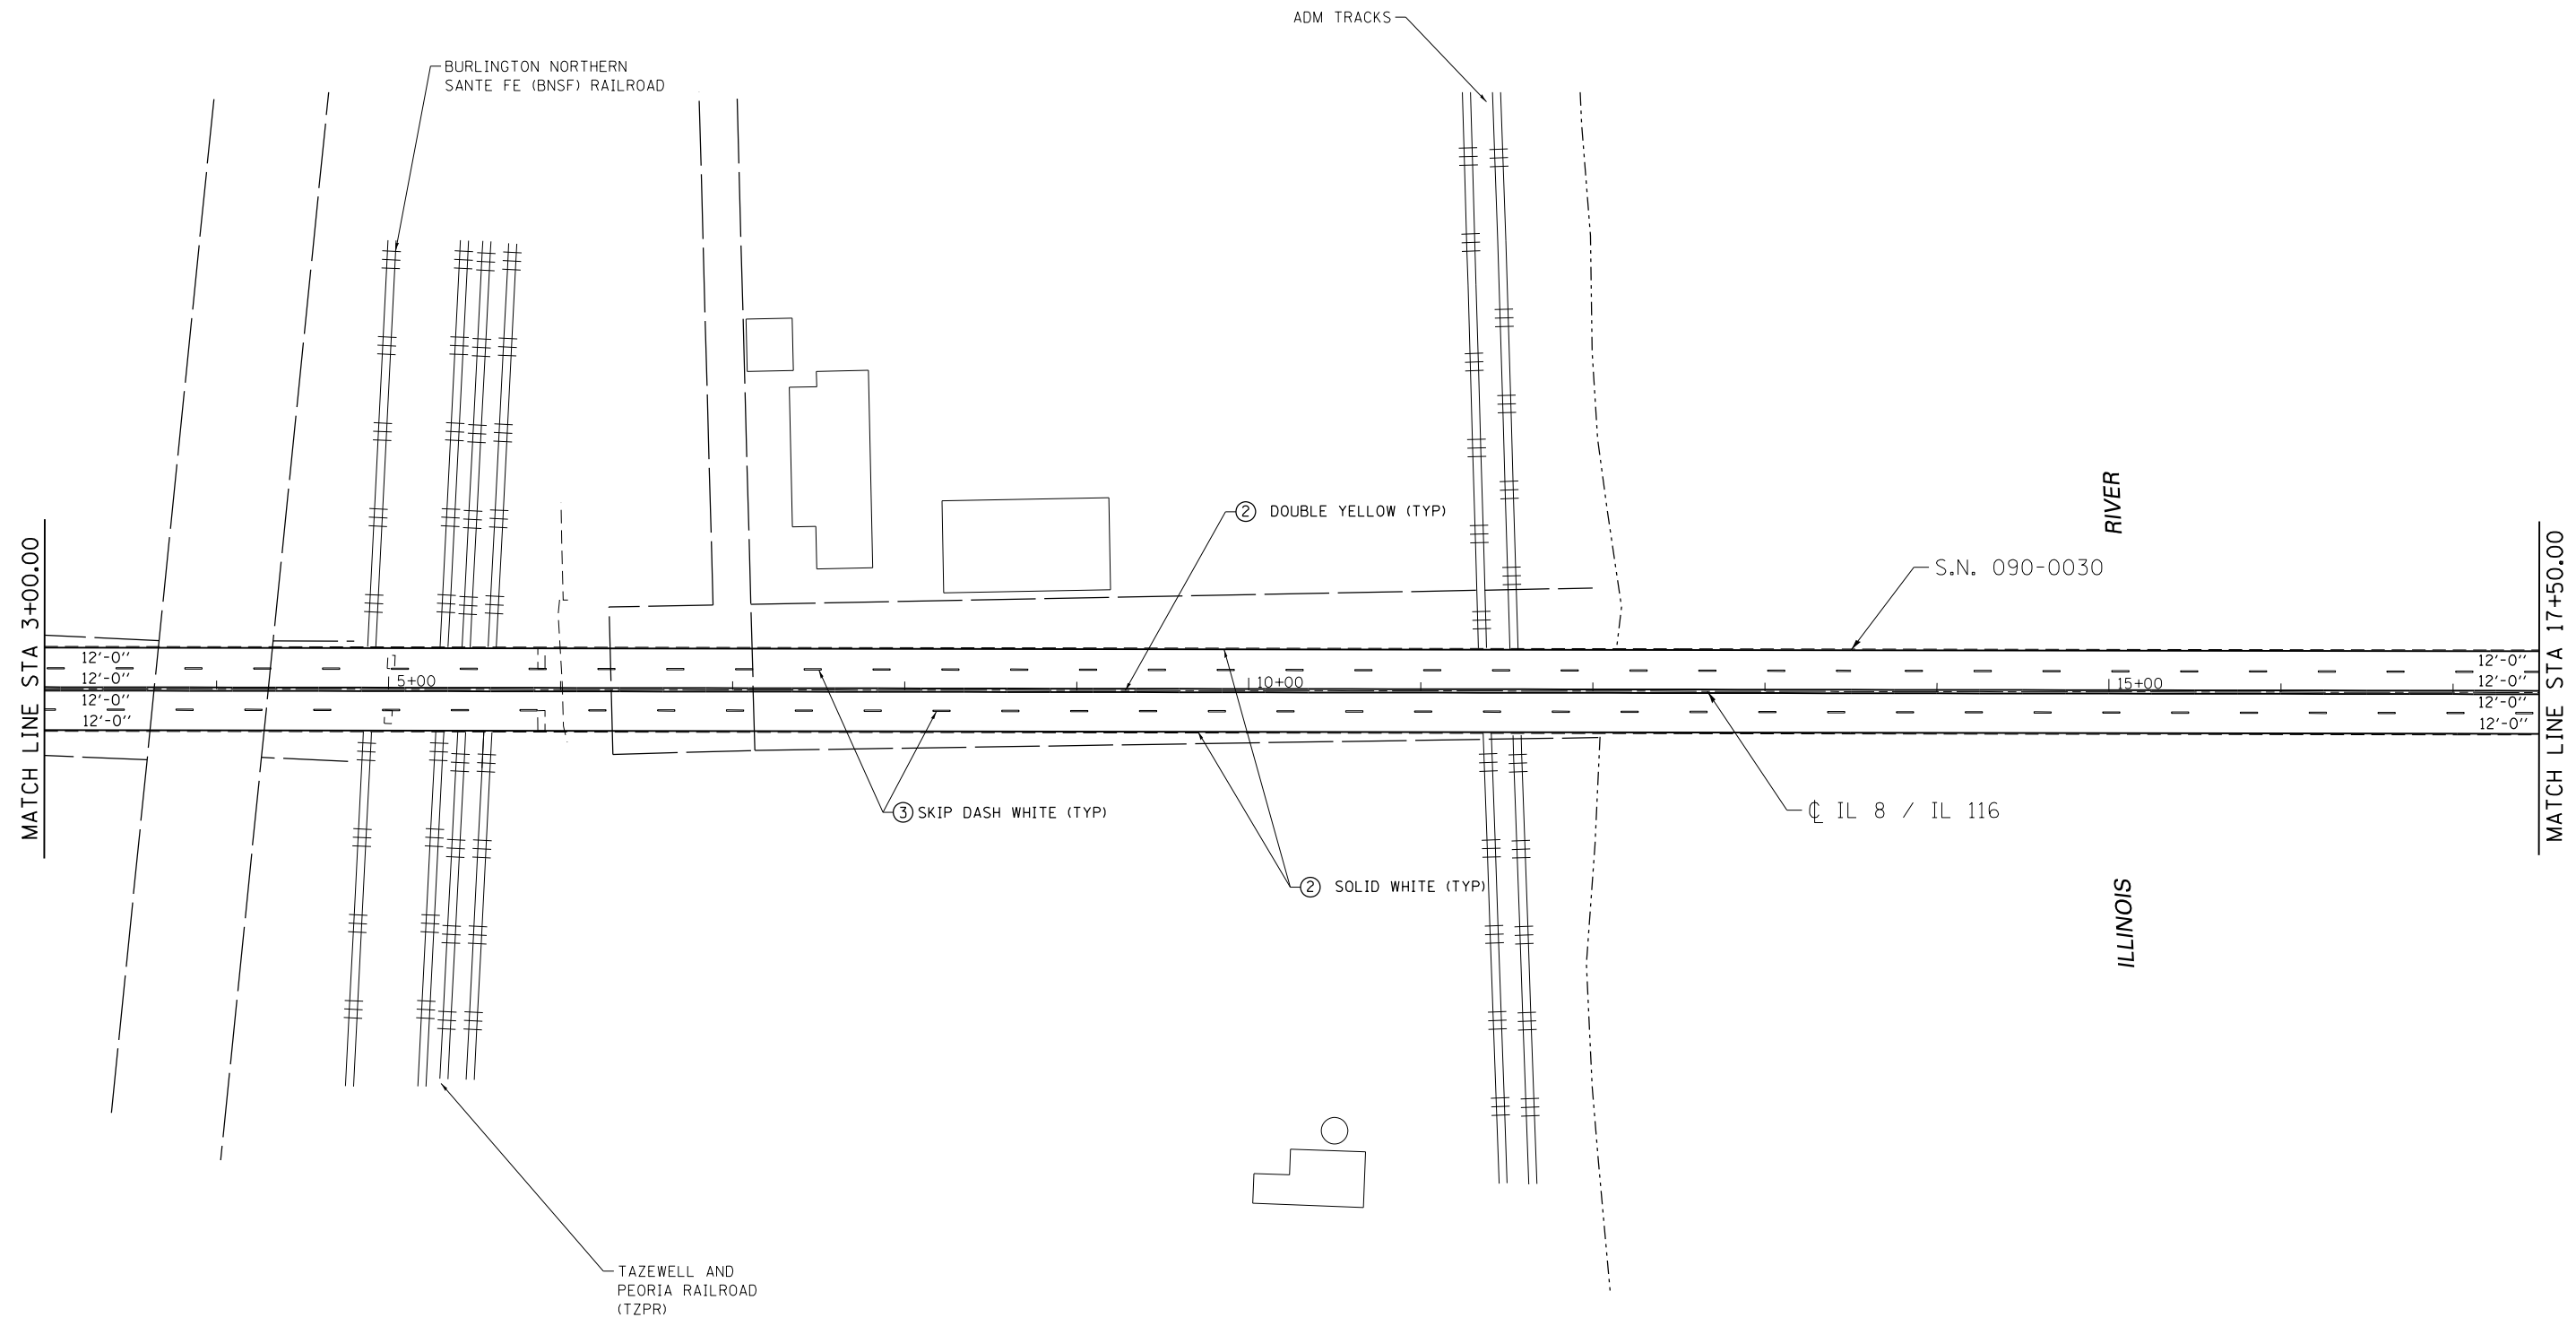 ADM TRACKS
BURLINGTON NORTHERN
SANTE FE (BNSF) RAILROAD
2 DOUBLE YELLOW (TYP)
RIVER
S.N. 090-0030
MATCH LINE STA 3+00.00
MATCH LINE STA 17+50.00
12'-0''
12'-0''
12'-0''
12'-0''
5+00
10+00
15+00
12'-0''
12'-0''
12'-0''
12'-0''
3 SKIP DASH WHITE (TYP)
℄ IL 8 / IL 116
2 SOLID WHITE (TYP)
ILLINOIS
TAZEWELL AND
PEORIA RAILROAD
(TZPR)